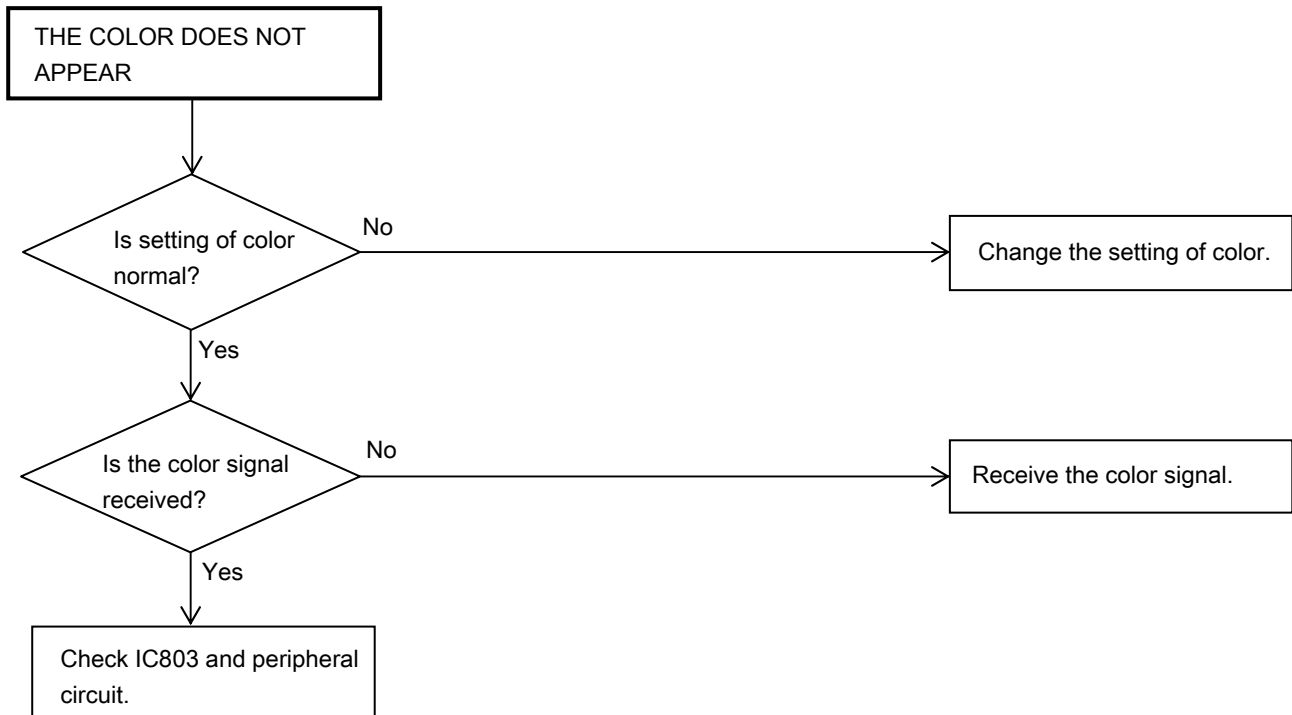 THE COLOR DOES NOT
APPEAR
Is setting of color
normal?
No
Change the setting of color.
Yes
Is the color signal
received?
No
Receive the color signal.
Yes
Check IC803 and peripheral
circuit.